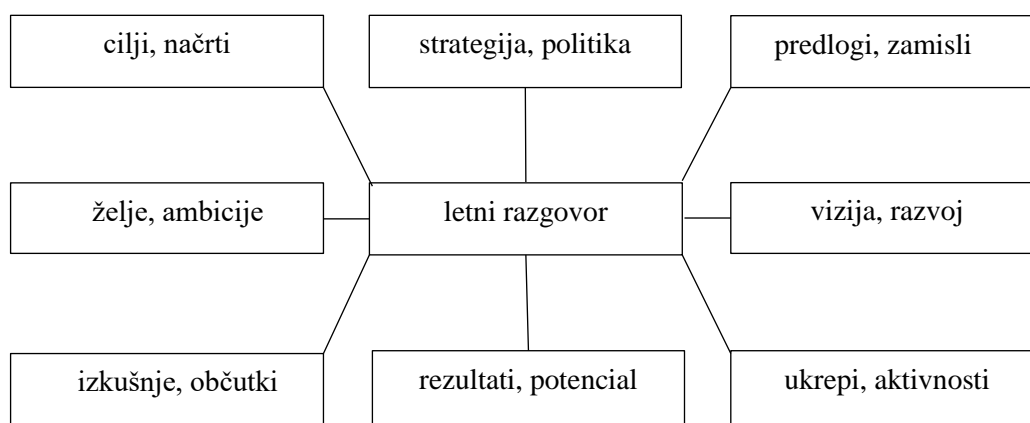 cilji, načrti
strategija, politika
predlogi, zamisli
želje, ambicije
letni razgovor
vizija, razvoj
izkušnje, občutki
rezultati, potencial
ukrepi, aktivnosti